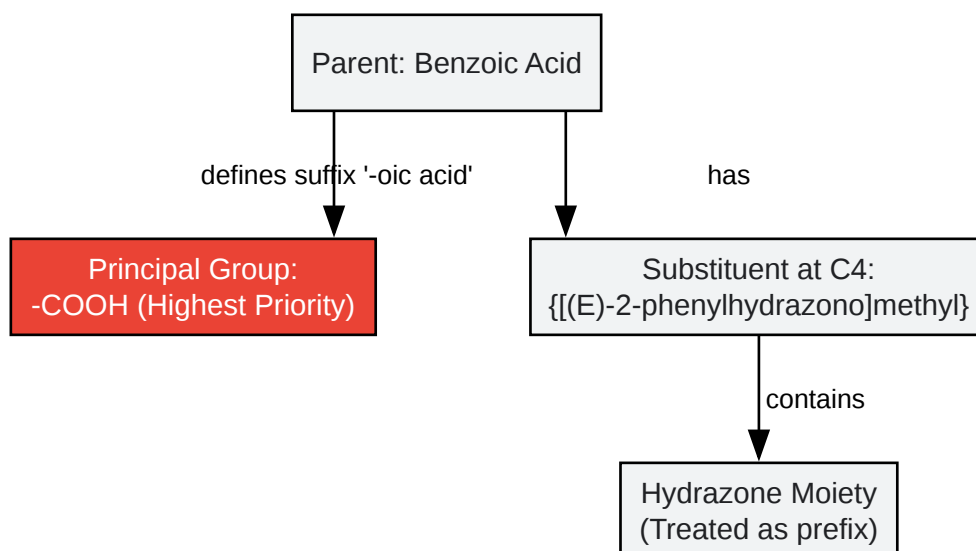 Parent: Benzoic Acid
defines suffix '-oic acid'
has
Principal Group:
-COOH (Highest Priority)
Substituent at C4:
{[(E)-2-phenylhydrazono]methyl}
contains
Hydrazone Moiety
(Treated as prefix)